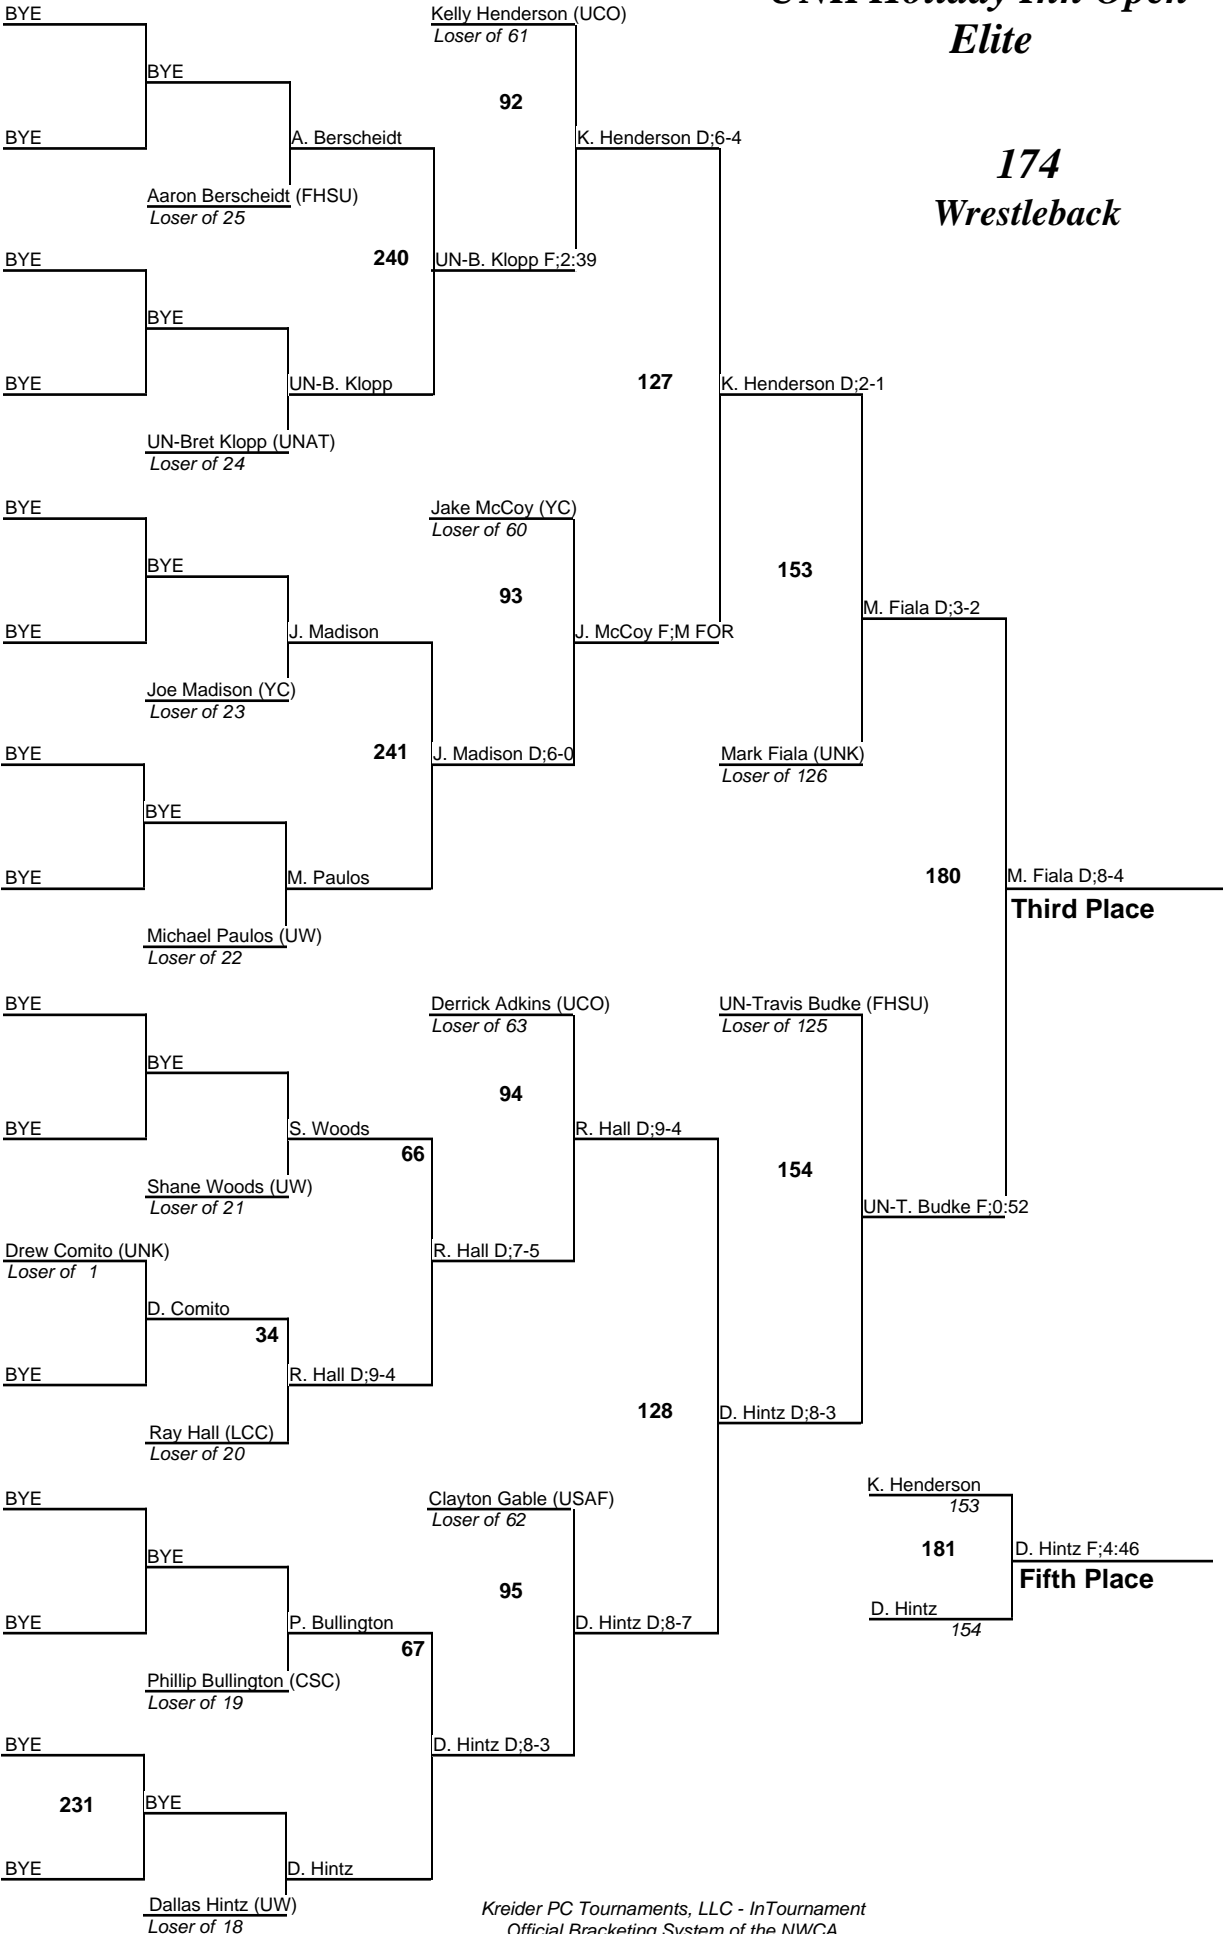 BYE
Kelly Henderson (UCO)
Loser of 61
Elite
BYE
92
BYE
A. Berscheidt
K. Henderson D;6-4
174
Wrestleback
Aaron Berscheidt (FHSU)
Loser of 25
BYE
240
UN-B. Klopp F;2:39
BYE
BYE
UN-B. Klopp
127
K. Henderson D;2-1
UN-Bret Klopp (UNAT)
Loser of 24
BYE
Jake McCoy (YC)
Loser of 60
BYE
153
93
M. Fiala D;3-2
BYE
J. Madison
J. McCoy F;M FOR
Joe Madison (YC)
Loser of 23
BYE
241
J. Madison D;6-0
Mark Fiala (UNK)
Loser of 126
BYE
BYE
M. Paulos
180
M. Fiala D;8-4
Third Place
Michael Paulos (UW)
Loser of 22
BYE
Derrick Adkins (UCO)
Loser of 63
UN-Travis Budke (FHSU)
Loser of 125
BYE
94
BYE
S. Woods
66
R. Hall D;9-4
154
Shane Woods (UW)
Loser of 21
UN-T. Budke F;0:52
Drew Comito (UNK)
Loser of 1
R. Hall D;7-5
D. Comito
34
BYE
R. Hall D;9-4
128
D. Hintz D;8-3
Ray Hall (LCC)
Loser of 20
K. Henderson
153
BYE
Clayton Gable (USAF)
Loser of 62
BYE
181
D. Hintz F;4:46
Fifth Place
95
D. Hintz
154
BYE
P. Bullington
67
D. Hintz D;8-7
Phillip Bullington (CSC)
Loser of 19
BYE
D. Hintz D;8-3
231
BYE
BYE
D. Hintz
Dallas Hintz (UW)
Loser of 18
Kreider PC Tournaments, LLC - InTournament
Official Bracketing System of the NWCA